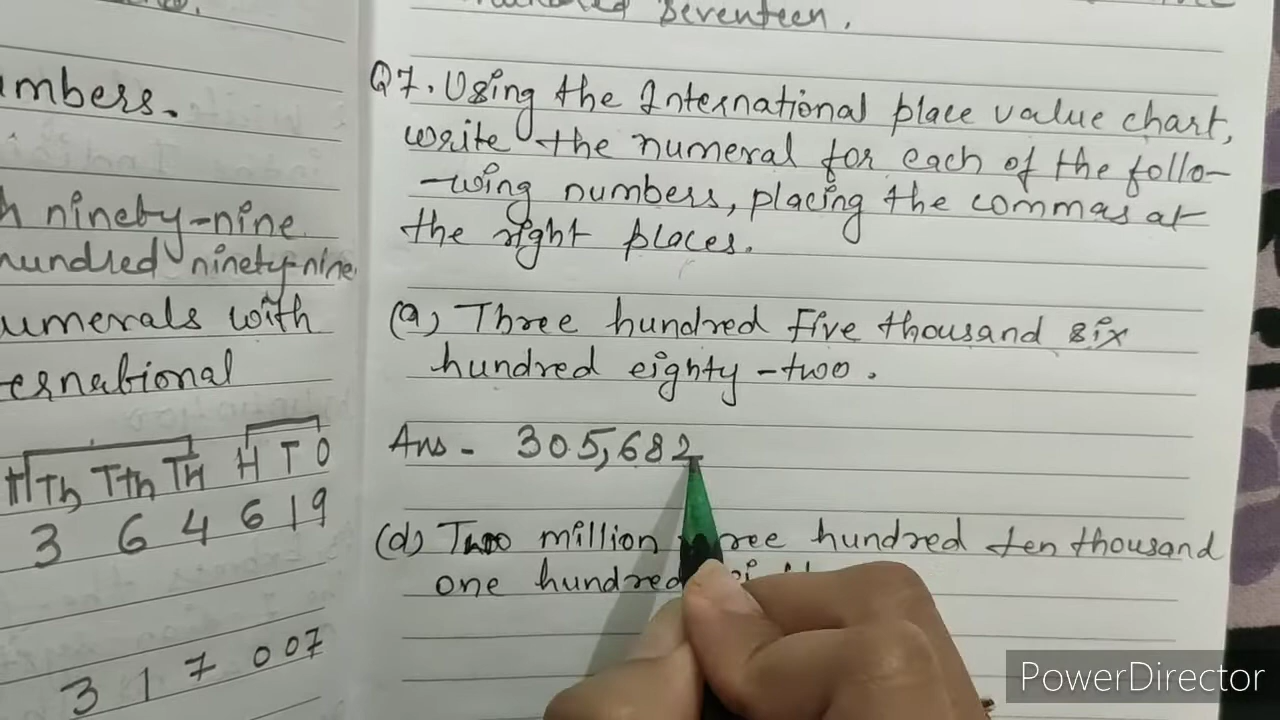 Seventeen.
umbers.
ninety-nine
hundred ninety-nine.
umerals with
ernational
H Th T th Th H T O
3 6 4 6 1 9
3 1 7 0 0 7
Q7. Using the International place value chart,
write the numeral for each of the follo-
-wing numbers, placing the commas at
the right places.
(a) Three hundred Five thousand six
hundred eighty-two.
Ans - 305,682
(d) Two million ree hundred ten thousand
one hundred
PowerDirector